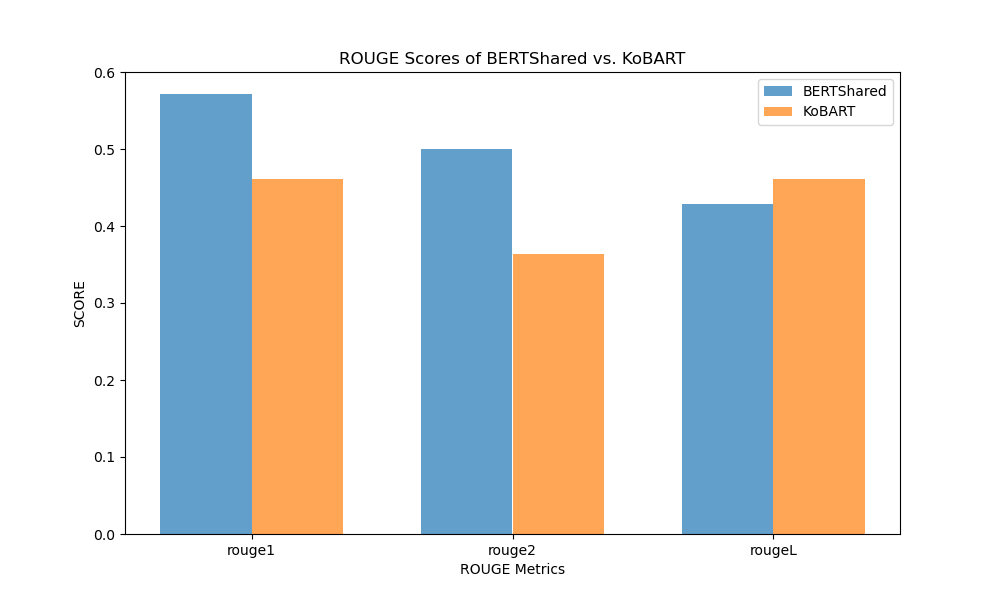 ROUGE Scores of BERTShared vs. KoBART
BERTShared
KoBART
SCORE
0.6
0.5
0.4
0.3
0.2
0.1
0.0
rouge1 rouge2 rougeL
ROUGE Metrics